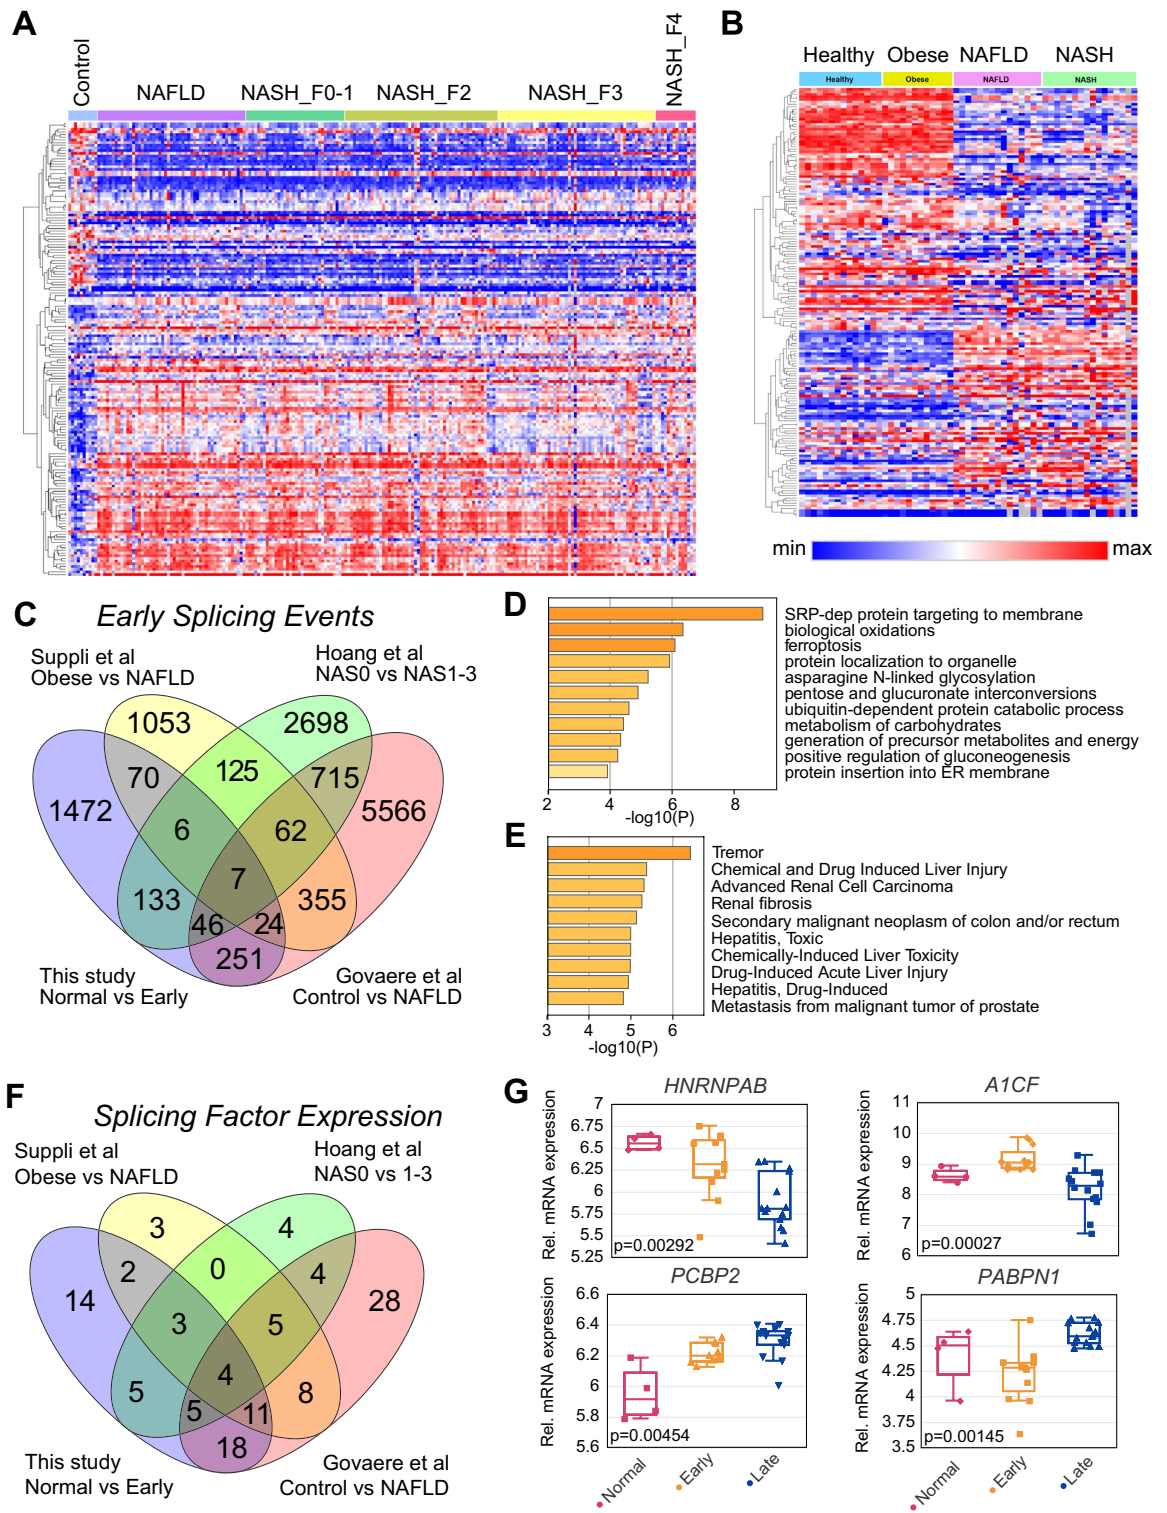 A
Control
NAFLD
NASH_F0-1
NASH_F2
NASH_F3
NASH_F4
B
Healthy
Obese
NAFLD
NASH
Healthy
Obese
NAFLD
NASH
min
max
C
Early Splicing Events
Suppli et al
Obese vs NAFLD
Hoang et al
NAS0 vs NAS1-3
1053
2698
70
125
715
1472
5566
6
62
7
133
355
46
24
251
This study
Normal vs Early
Govaere et al
Control vs NAFLD
D
SRP-dep protein targeting to membrane
biological oxidations
ferroptosis
protein localization to organelle
asparagine N-linked glycosylation
pentose and glucuronate interconversions
ubiquitin-dependent protein catabolic process
metabolism of carbohydrates
generation of precursor metabolites and energy
positive regulation of gluconeogenesis
protein insertion into ER membrane
2 4 6 8
-log10(P)
E
Tremor
Chemical and Drug Induced Liver Injury
Advanced Renal Cell Carcinoma
Renal fibrosis
Secondary malignant neoplasm of colon and/or rectum
Hepatitis, Toxic
Chemically-Induced Liver Toxicity
Drug-Induced Acute Liver Injury
Hepatitis, Drug-Induced
Metastasis from malignant tumor of prostate
3 4 5 6
-log10(P)
F
Splicing Factor Expression
Suppli et al
Obese vs NAFLD
Hoang et al
NAS0 vs 1-3
3
4
2
0
4
14
28
3
5
4
5
8
5
11
18
This study
Normal vs Early
Govaere et al
Control vs NAFLD
G
HNRNPAB
Rel. mRNA expression
7
6.75
6.5
6.25
6
5.75
5.5
5.25
p=0.00292
A1CF
Rel. mRNA expression
11
10
9
8
7
6
p=0.00027
PCBP2
Rel. mRNA expression
6.6
6.4
6.2
6
5.8
5.6
p=0.00454
Normal
Early
Late
PABPN1
Rel. mRNA expression
5
4.75
4.5
4.25
4
3.75
3.5
p=0.00145
Normal
Early
Late